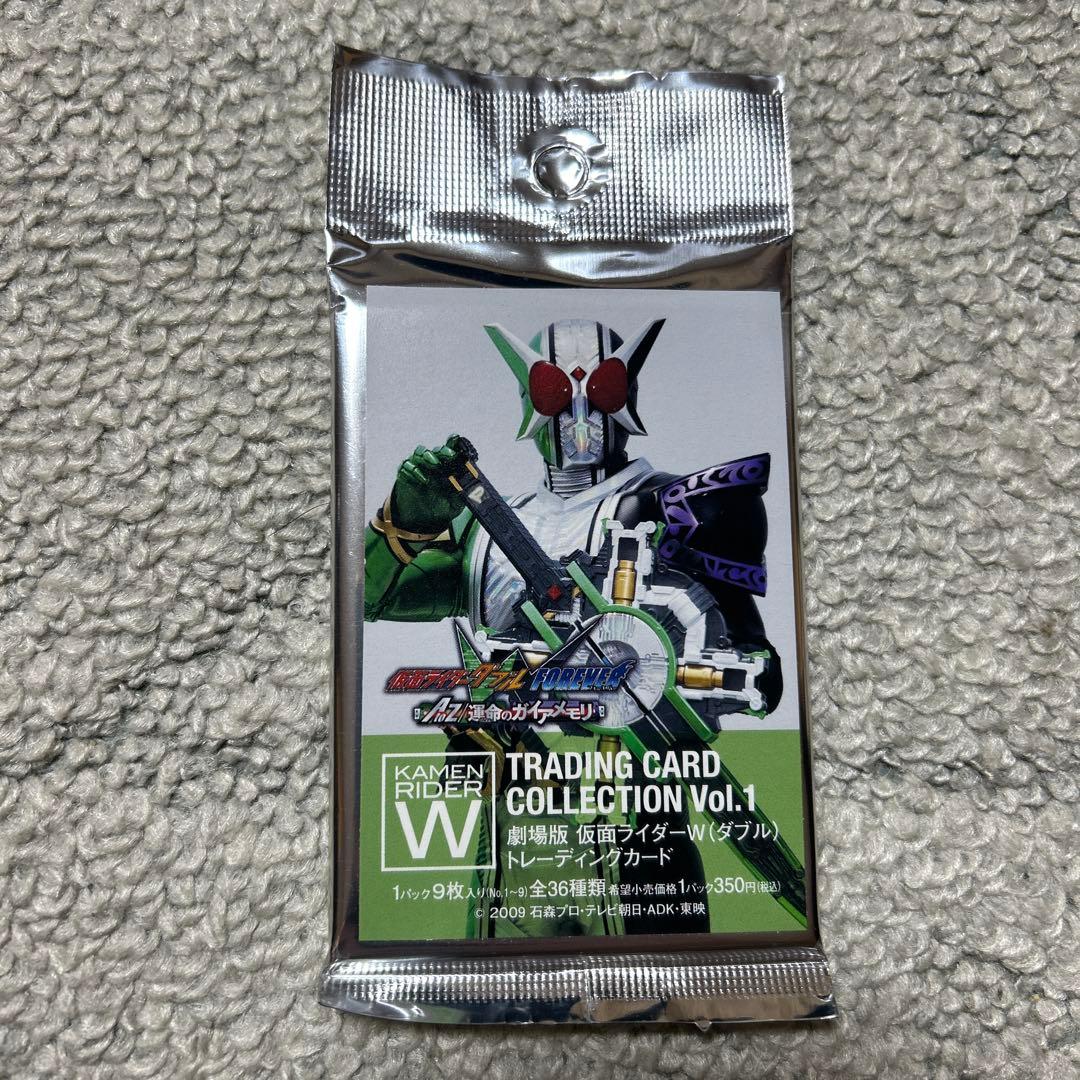 P
仮面ライダーダブル FOREVER
AtoZ/運命のガイアメモリ
KAMEN
RIDER
W
TRADING CARD
COLLECTION Vol.1
劇場版 仮面ライダーW(ダブル)
トレーディングカード
1パック9枚入り(No.1~9)全36種類 希望小売価格1パック350円(税込)
© 2009 石森プロ・テレビ朝日・ADK・東映